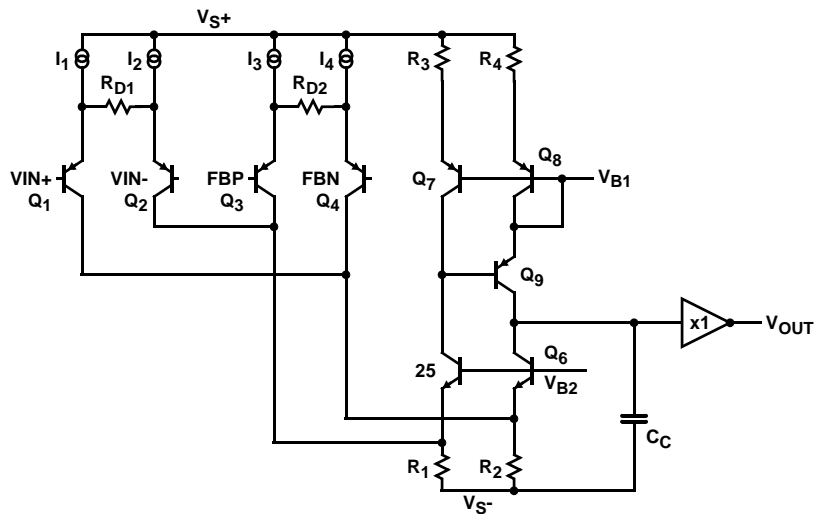 VS+
I1 I2 I3 I4 R3 R4
RD1 RD2
VIN+ VIN- FBP FBN Q7 Q8 VB1
Q1 Q2 Q3 Q4
Q9
x1 VOUT
25 Q6
VB2
CC
R1 R2
VS-